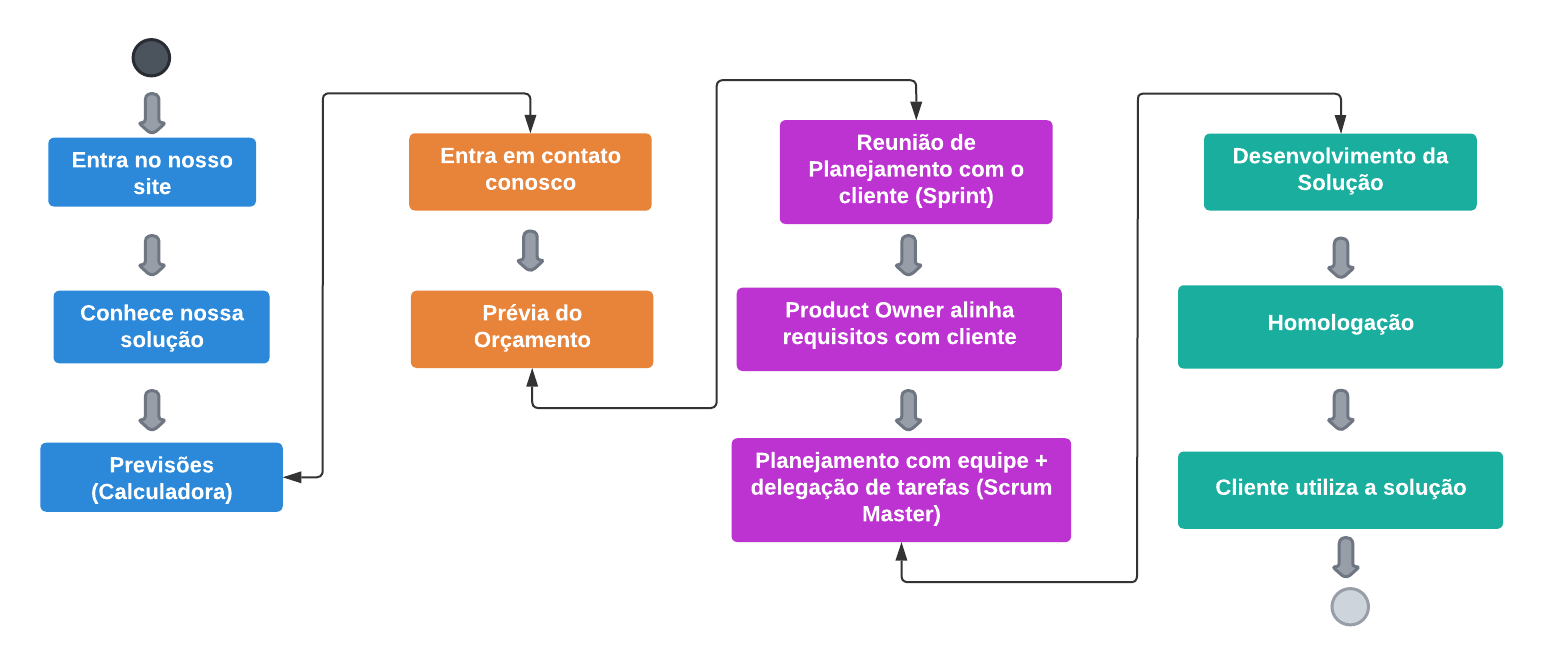 Entra no nosso
site
Conhece nossa
solução
Previsões
(Calculadora)
Entra em contato
conosco
Prévia do
Orçamento
Reunião de
Planejamento com o
cliente (Sprint)
Product Owner alinha
requisitos com cliente
Planejamento com equipe +
delegação de tarefas (Scrum
Master)
Desenvolvimento da
Solução
Homologação
Cliente utiliza a solução